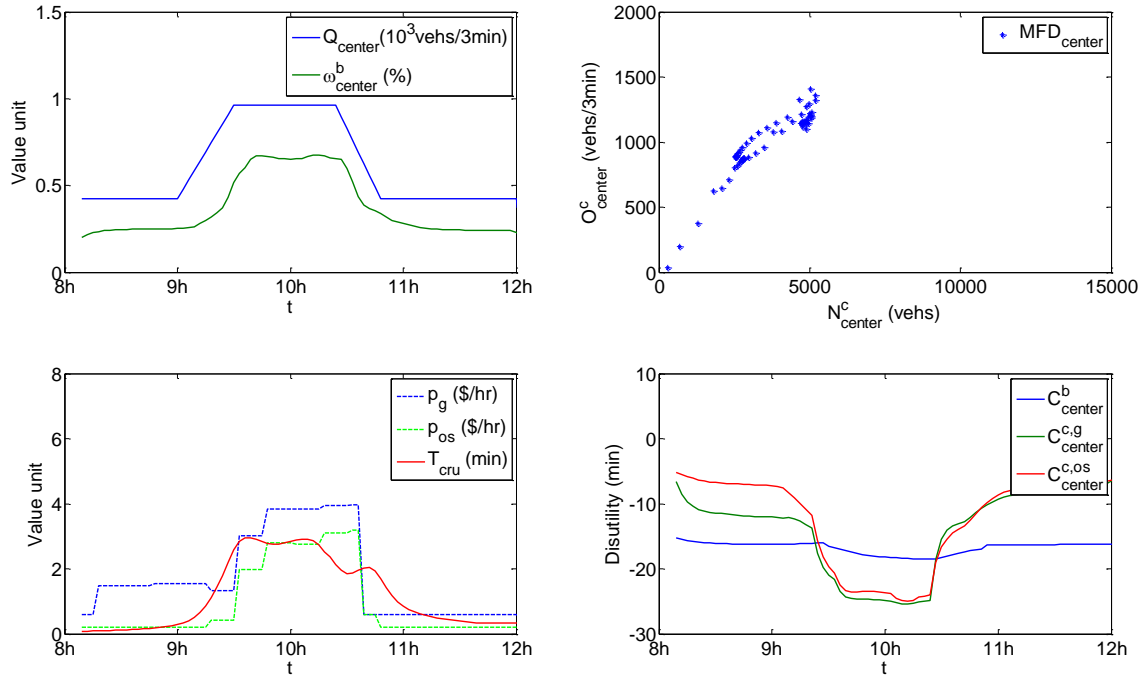 1.5
1
0.5
0
Value unit
Q_center(10^3vehs/3min)
ω^b_center (%)
8h 9h 10h 11h 12h
t
2000
1500
1000
500
0
O^c_center (vehs/3min)
MFD_center
0 5000 10000 15000
N^c_center (vehs)
8
6
4
2
0
Value unit
p_g ($/hr)
p_os ($/hr)
T_cru (min)
8h 9h 10h 11h 12h
t
10
0
-10
-20
-30
Disutility (min)
C^b_center
C^c,g_center
C^c,os_center
8h 9h 10h 11h 12h
t